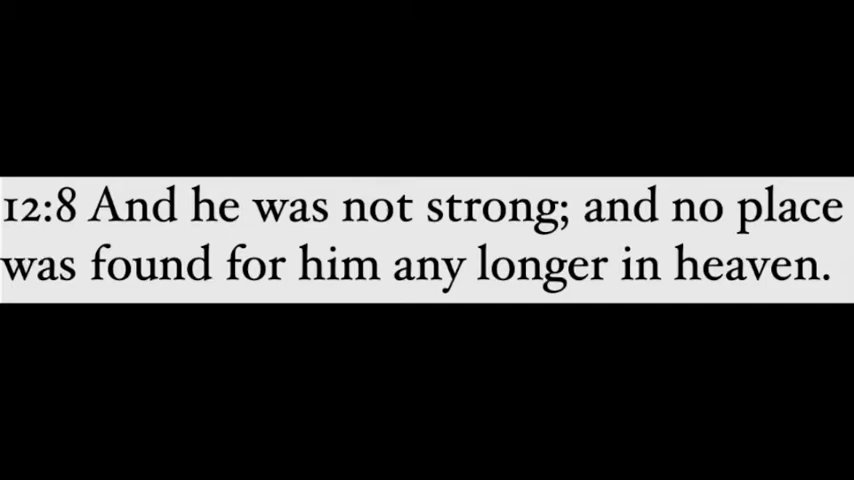 12:8 And he was not strong; and no place
was found for him any longer in heaven.